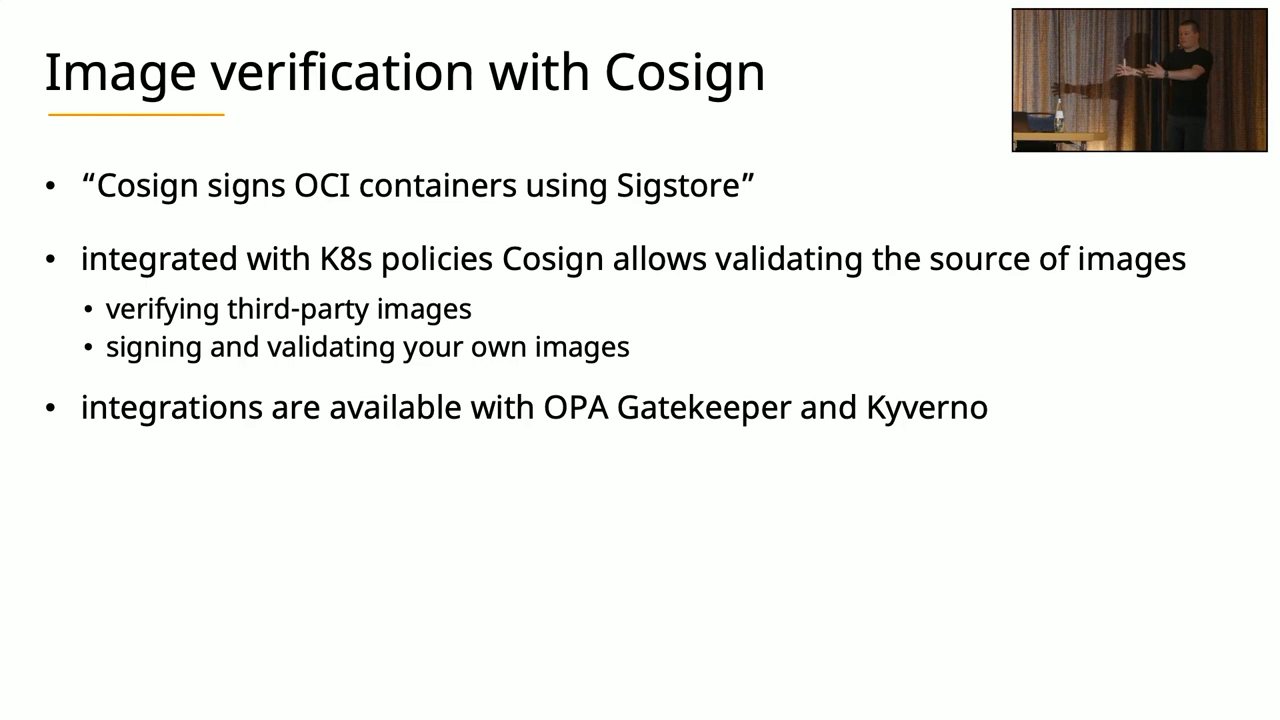 Image verification with Cosign
• “Cosign signs OCI containers using Sigstore”
• integrated with K8s policies Cosign allows validating the source of images
• verifying third-party images
• signing and validating your own images
• integrations are available with OPA Gatekeeper and Kyverno